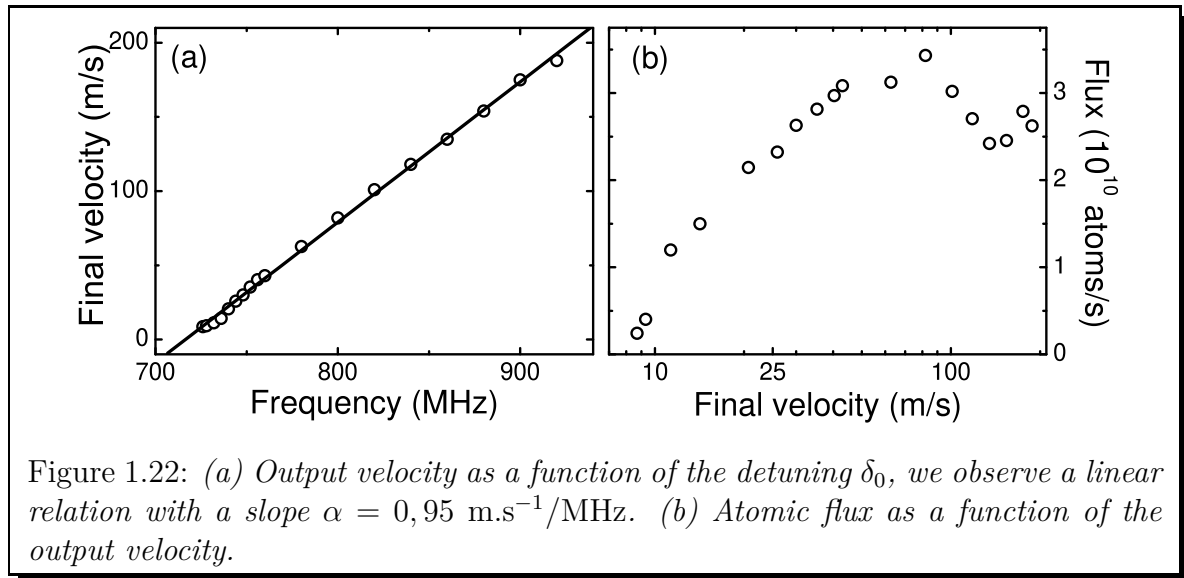 (a)
Final velocity (m/s)
200
100
0
700
800
900
Frequency (MHz)
(b)
Flux (10^10 atoms/s)
3
2
1
0
10
25
100
Final velocity (m/s)
Figure 1.22: (a) Output velocity as a function of the detuning δ₀, we observe a linear
relation with a slope α = 0, 95 m.s⁻¹/MHz. (b) Atomic flux as a function of the
output velocity.